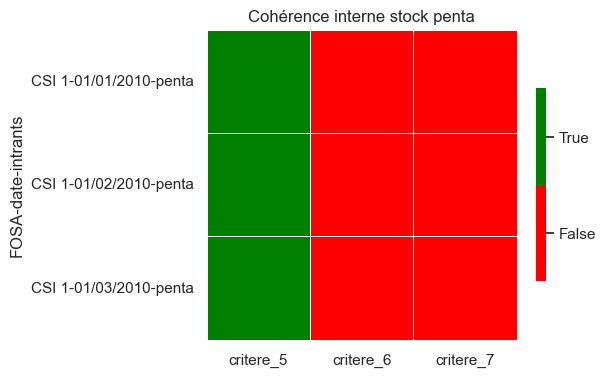 Cohérence interne stock penta
FOSA-date-intrants
CSI 1-01/01/2010-penta
CSI 1-01/02/2010-penta
CSI 1-01/03/2010-penta
critere_5
critere_6
critere_7
True
False